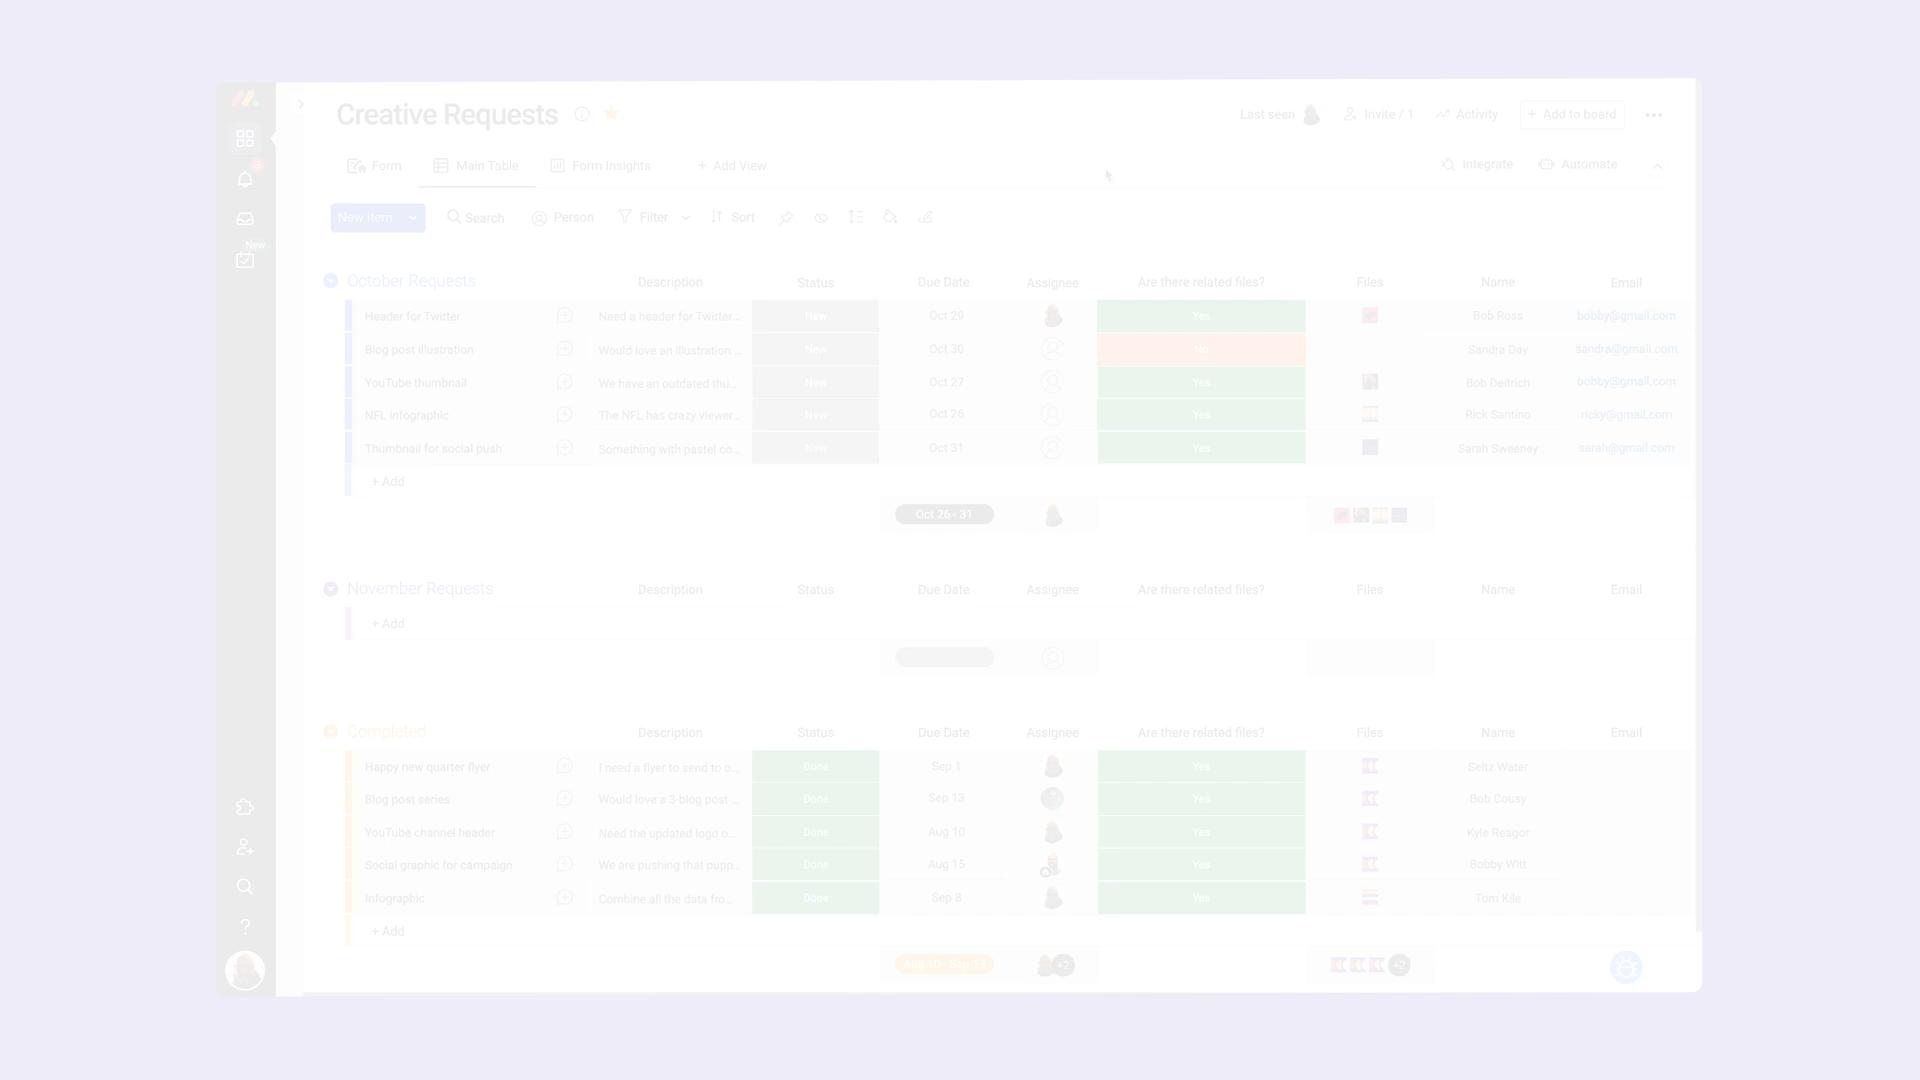 Creative Requests
Last seen
Invite / 1
Activity
+ Add to board
Form
Main Table
Form Insights
+ Add View
Integrate
Automate
New Item
Search
Person
Filter
Sort
New
October Requests Description Status Due Date Assignee Are there related files? Files Name Email
Header for Twitter Need a header for Twitter... New Oct 29 Yes Bob Ross bobby@gmail.com
Blog post illustration Would love an illustration ... New Oct 30 No Sandra Day sandra@gmail.com
YouTube thumbnail We have an outdated thu... New Oct 27 Yes Bob Deitrich bobby@gmail.com
NFL infographic The NFL has crazy viewer... New Oct 26 Yes Rick Santino ricky@gmail.com
Thumbnail for social push Something with pastel co... New Oct 31 Yes Sarah Sweeney sarah@gmail.com
+ Add
Oct 26 - 31
November Requests Description Status Due Date Assignee Are there related files? Files Name Email
+ Add
Completed Description Status Due Date Assignee Are there related files? Files Name Email
Happy new quarter flyer I need a flyer to send to o... Done Sep 1 Yes Seltz Water
Blog post series Would love a 3-blog post ... Done Sep 13 Yes Bob Cousy
YouTube channel header Need the updated logo o... Done Aug 10 Yes Kyle Reagor
Social graphic for campaign We are pushing that pupp... Done Aug 15 Yes Bobby Witt
Infographic Combine all the data fro... Done Sep 8 Yes Tom Kile
+ Add
Aug 10 - Sep 13 +2 +2